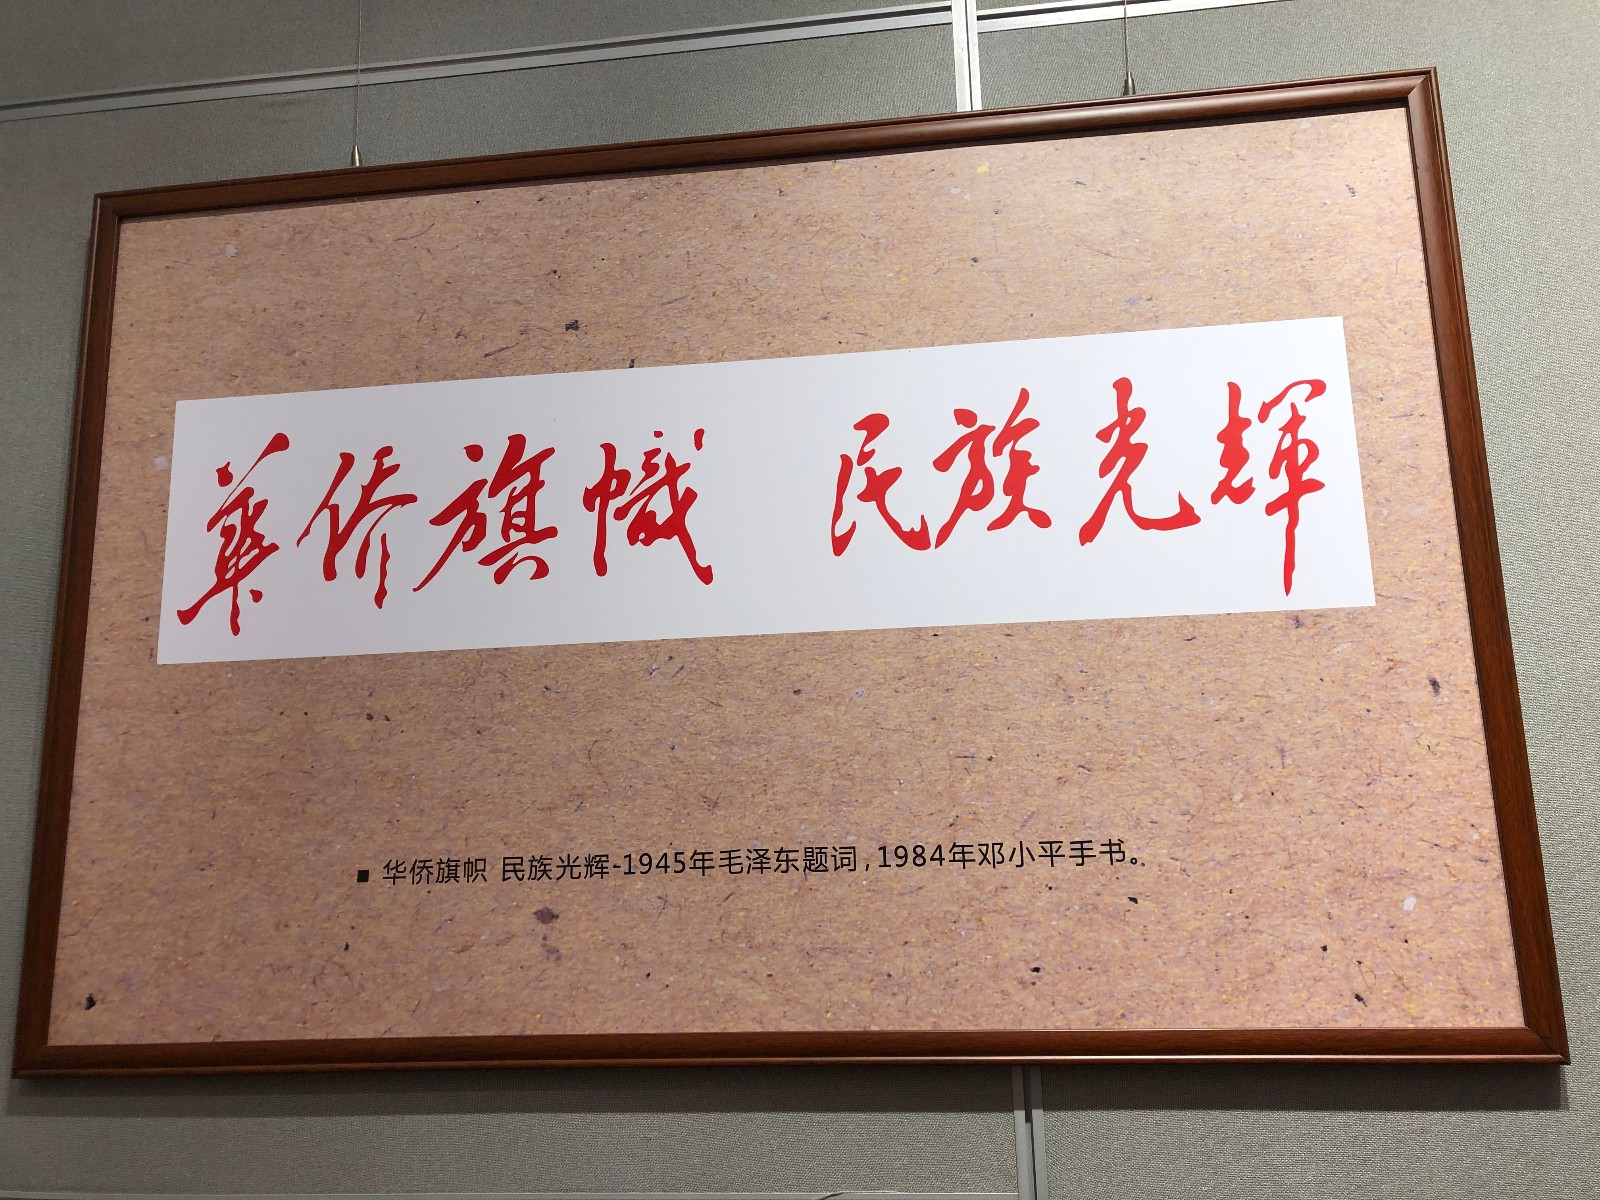 華侨旗幟 民族光輝
■ 华侨旗帜 民族光辉-1945年毛泽东题词,1984年邓小平手书。